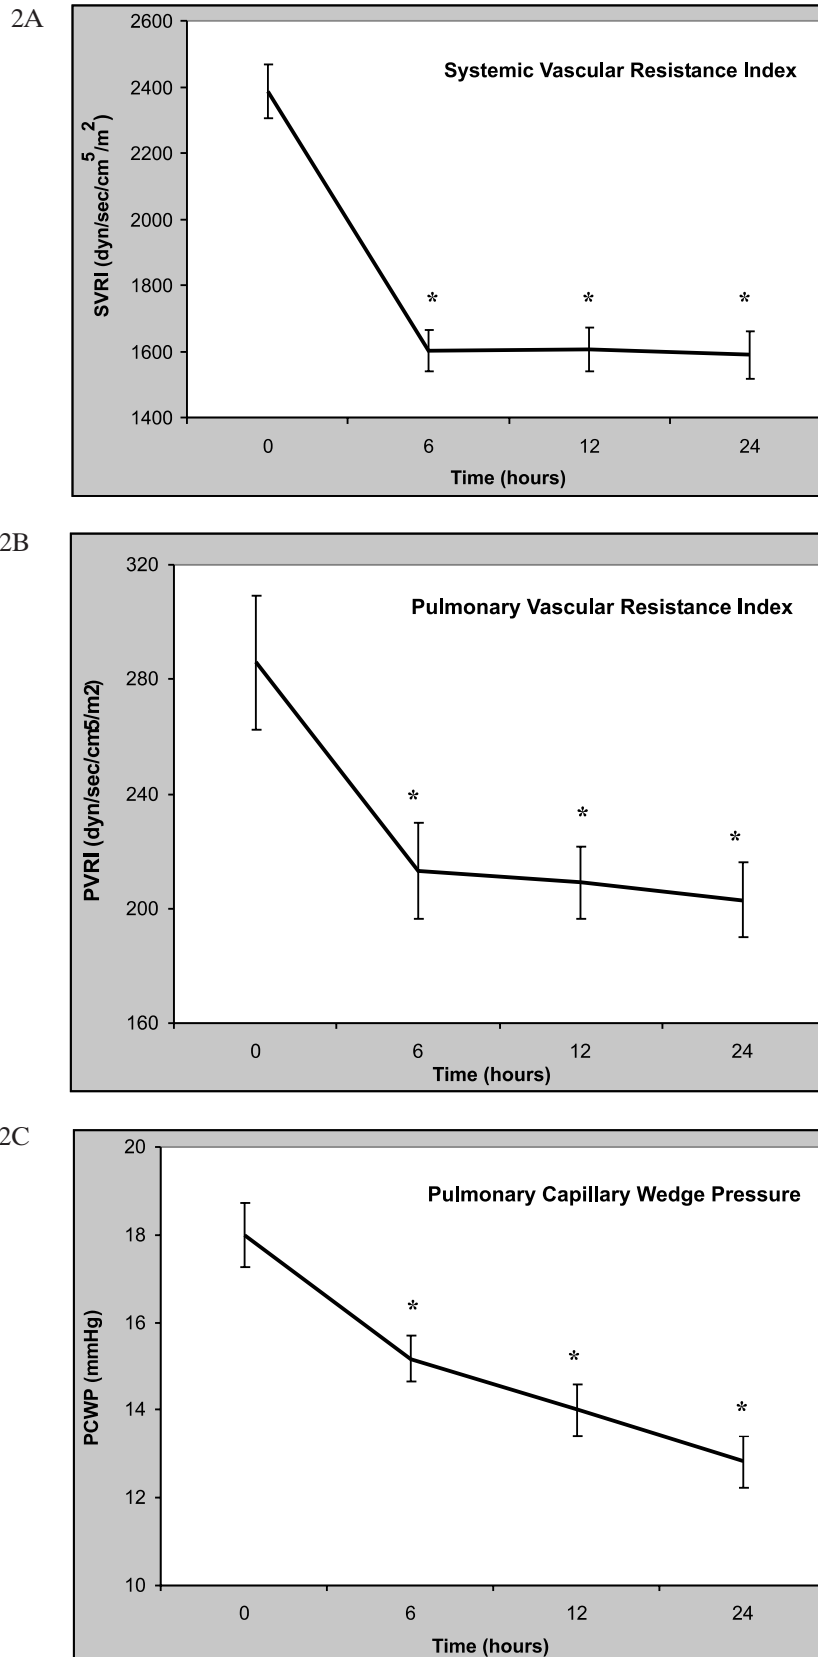 2A
2600
2400
2200
2000
1800
1600
1400
SVRI (dyn/sec/cm⁵/m²)
Systemic Vascular Resistance Index
* * *
0 6 12 24
Time (hours)
2B
320
280
240
200
160
PVRI (dyn/sec/cm5/m2)
Pulmonary Vascular Resistance Index
* * *
0 6 12 24
Time (hours)
2C
20
18
16
14
12
10
PCWP (mmHg)
Pulmonary Capillary Wedge Pressure
* * *
0 6 12 24
Time (hours)